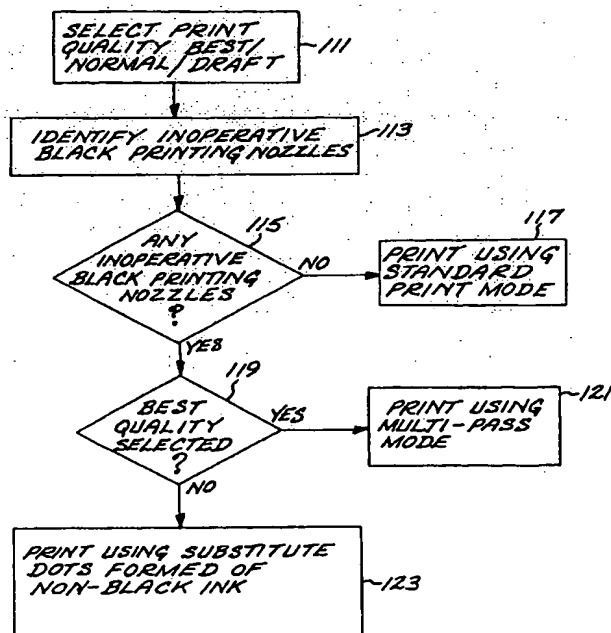 SELECT PRINT
QUALITY BEST/
NORMAL/DRAFT
111
IDENTIFY INOPERATIVE
BLACK PRINTING NOZZLES
113
ANY
INOPERATIVE
BLACK PRINTING
NOZZLES
?
115
NO
PRINT USING
STANDARD
PRINT MODE
117
YES
BEST
QUALITY
SELECTED
?
119
YES
PRINT USING
MULTI-PASS
MODE
121
NO
PRINT USING SUBSTITUTE
DOTS FORMED OF
NON-BLACK INK
123